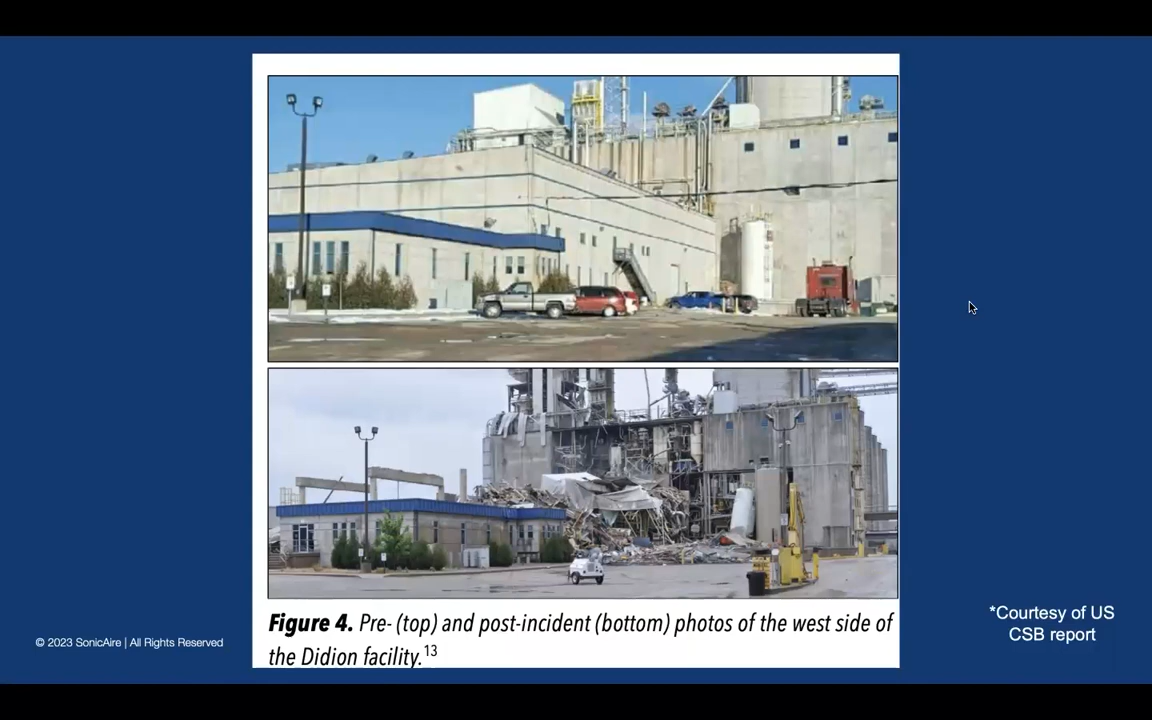 Figure 4. Pre- (top) and post-incident (bottom) photos of the west side of
the Didion facility.13
© 2023 SonicAire | All Rights Reserved
*Courtesy of US
CSB report